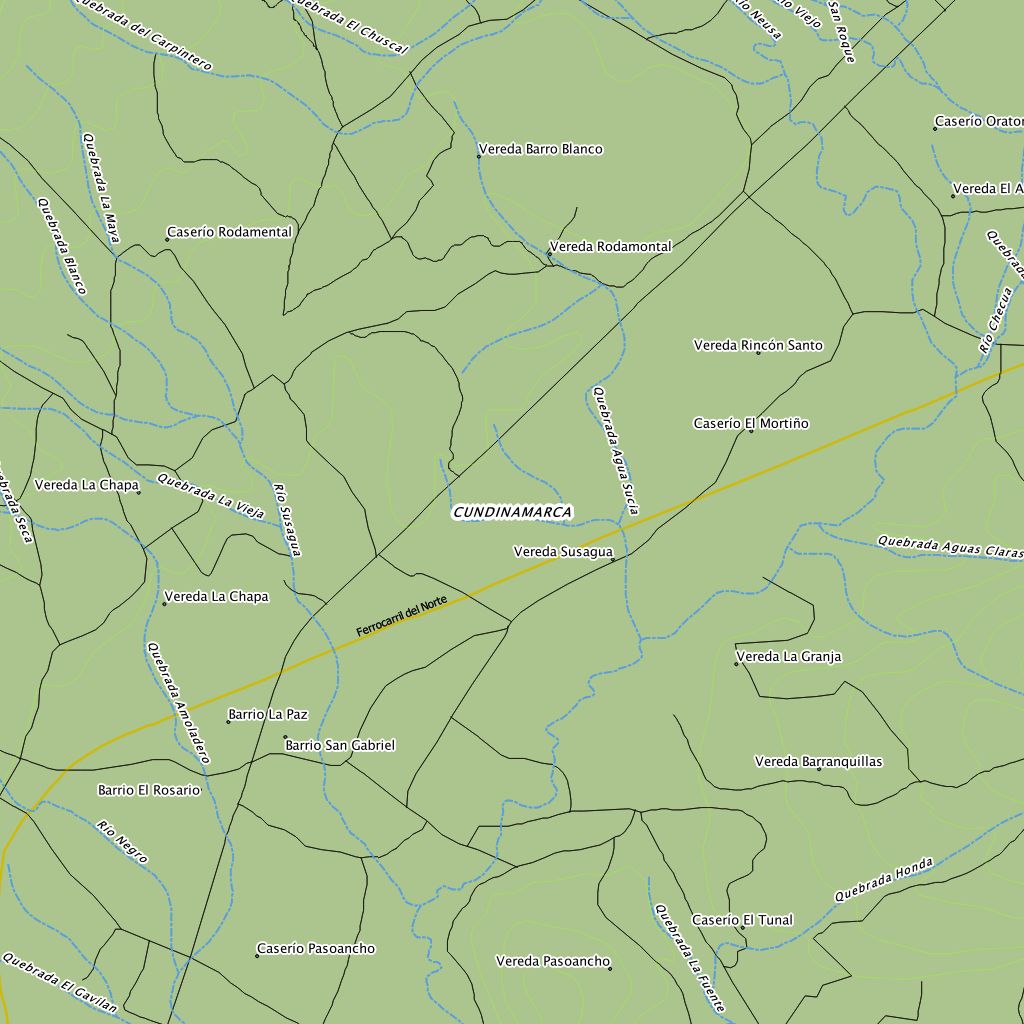 Quebrada del Carpintero
Quebrada El Chuscal
Río Neusa
Río Viejo
San Roque
Caserío Orator
Quebrada La Maya
Vereda Barro Blanco
Vereda El A
Quebrada Blanco
Caserío Rodamental
Vereda Rodamontal
Quebrada
Río Checua
Vereda Rincón Santo
Quebrada Agua Sucia
Caserío El Mortiño
Quebrada Seca
Vereda La Chapa
Quebrada La Vieja
Río Susagua
CUNDINAMARCA
Vereda Susagua
Quebrada Aguas Claras
Vereda La Chapa
Ferrocarril del Norte
Quebrada Amoladero
Vereda La Granja
Barrio La Paz
Barrio San Gabriel
Vereda Barranquillas
Barrio El Rosario
Río Negro
Quebrada Honda
Quebrada La Fuente
Caserío El Tunal
Caserío Pasoancho
Vereda Pasoancho
Quebrada El Gavilan